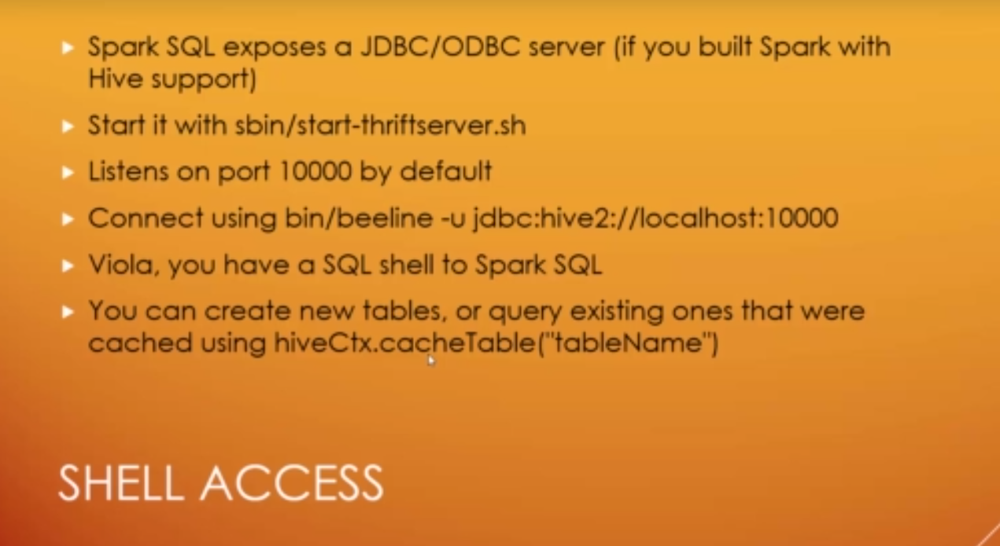 Spark SQL exposes a JDBC/ODBC server (if you built Spark with
Hive support)
Start it with sbin/start-thriftserver.sh
Listens on port 10000 by default
Connect using bin/beeline -u jdbc:hive2://localhost:10000
Viola, you have a SQL shell to Spark SQL
You can create new tables, or query existing ones that were
cached using hiveCtx.cacheTable("tableName")
SHELL ACCESS